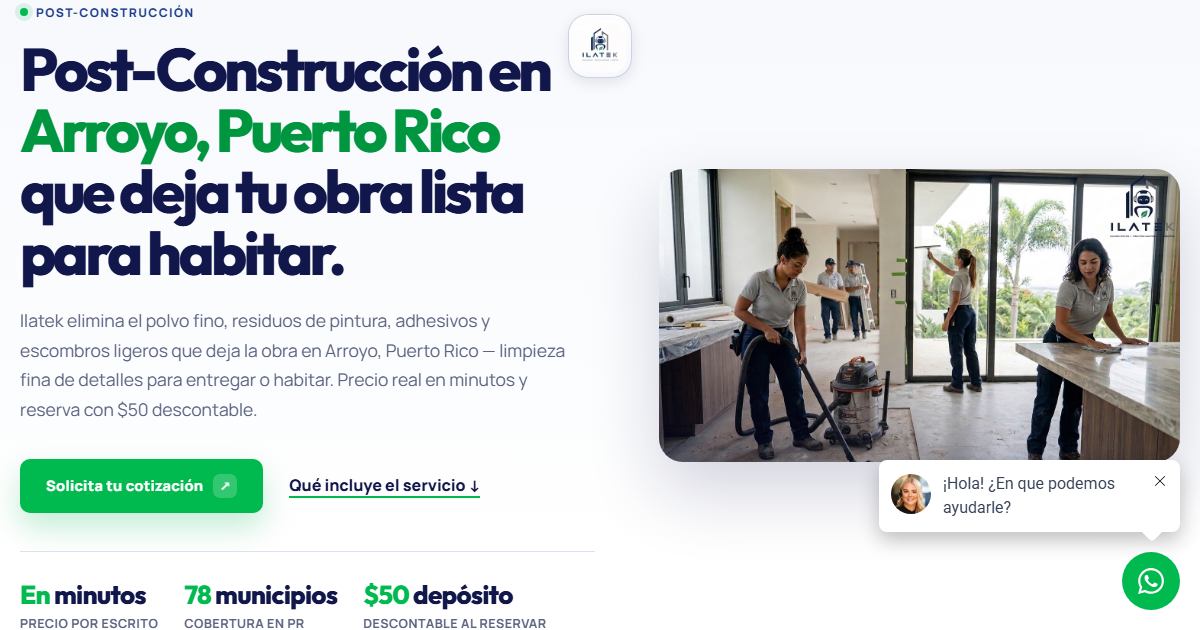 POST-CONSTRUCCIÓN
ILATEK
Post-Construcción en
Arroyo, Puerto Rico
que deja tu obra lista
para habitar.
Ilatek elimina el polvo fino, residuos de pintura, adhesivos y
escombros ligeros que deja la obra en Arroyo, Puerto Rico — limpieza
fina de detalles para entregar o habitar. Precio real en minutos y
reserva con $50 descontable.
Solicita tu cotización ↗
Qué incluye el servicio ↓
ILATEK
¡Hola! ¿En que podemos
ayudarle?
En minutos
PRECIO POR ESCRITO
78 municipios
COBERTURA EN PR
$50 depósito
DESCONTABLE AL RESERVAR